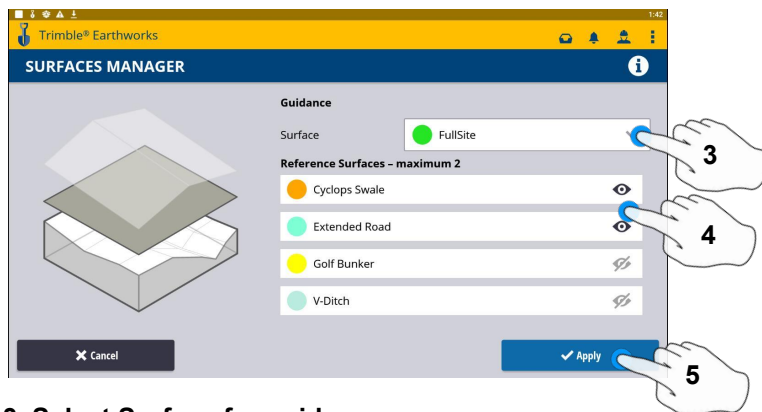 1:42
Trimble® Earthworks
SURFACES MANAGER
Guidance
Surface
FullSite
3
Reference Surfaces – maximum 2
Cyclops Swale
Extended Road
4
Golf Bunker
V-Ditch
Cancel
Apply
5